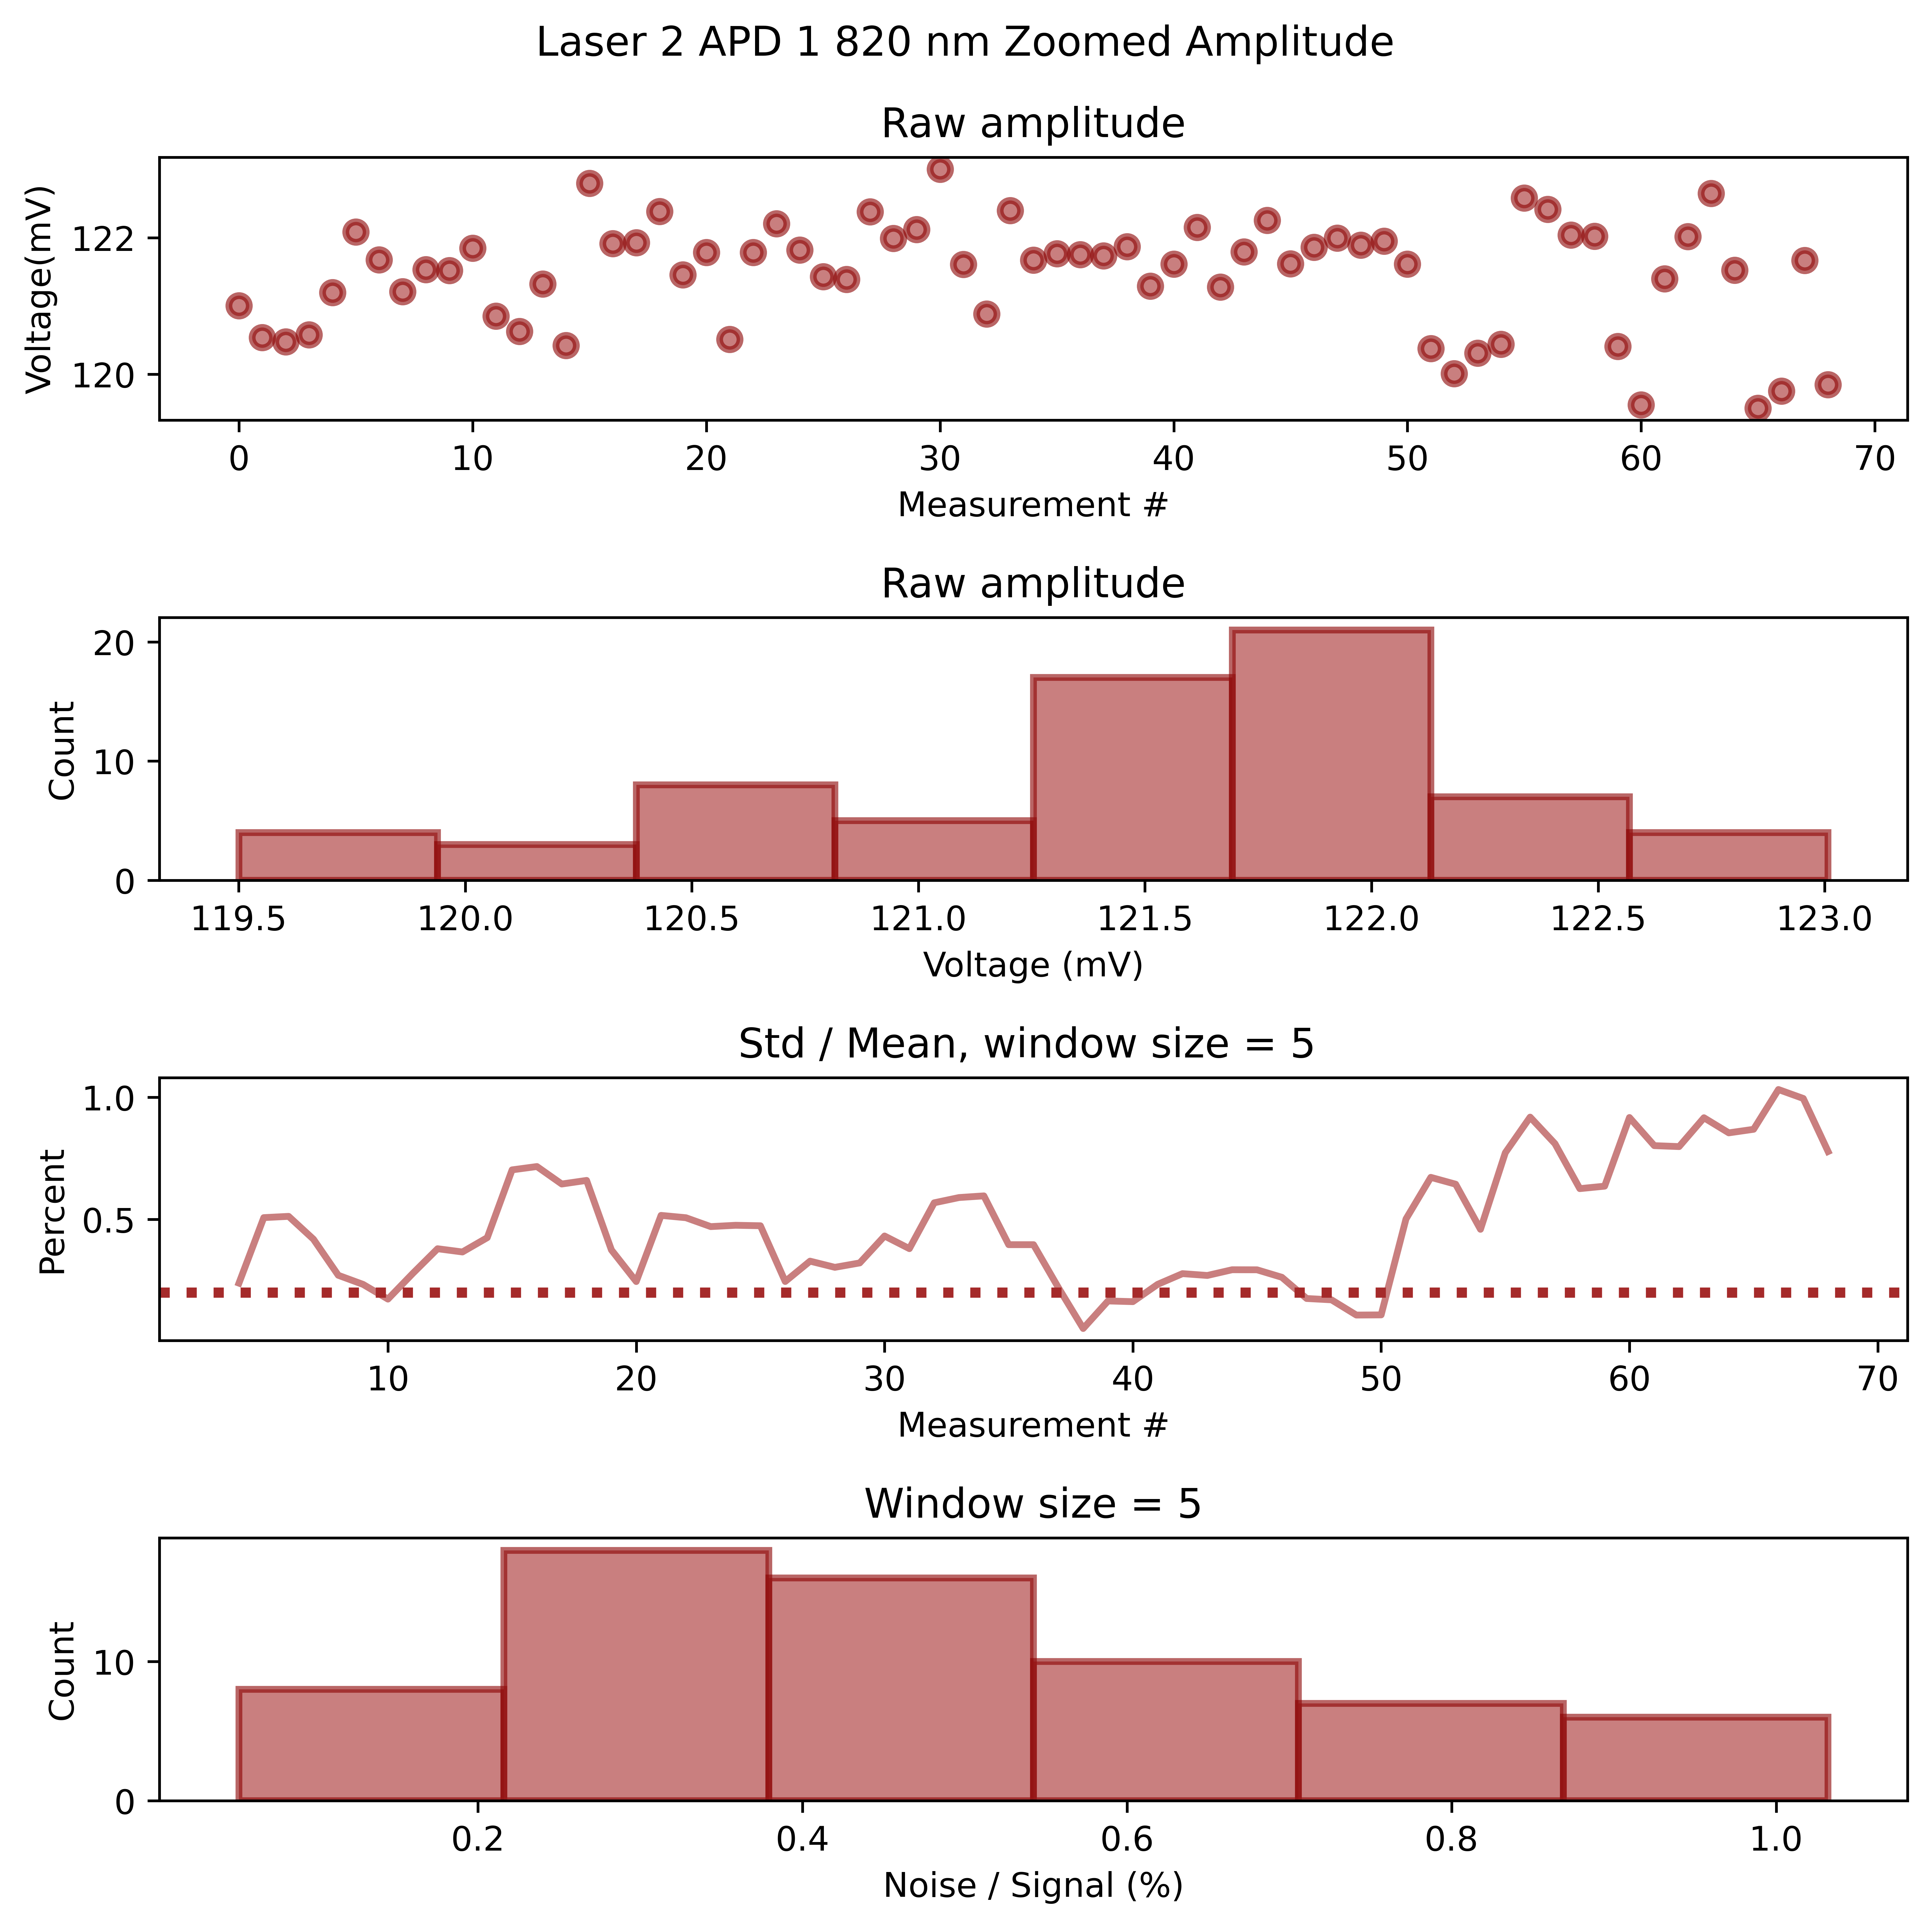 Laser 2 APD 1 820 nm Zoomed Amplitude
Raw amplitude
Voltage(mV)
122
120
0 10 20 30 40 50 60 70
Measurement #
Raw amplitude
Count
20
10
0
119.5 120.0 120.5 121.0 121.5 122.0 122.5 123.0
Voltage (mV)
Std / Mean, window size = 5
Percent
1.0
0.5
10 20 30 40 50 60 70
Measurement #
Window size = 5
Count
10
0
0.2 0.4 0.6 0.8 1.0
Noise / Signal (%)